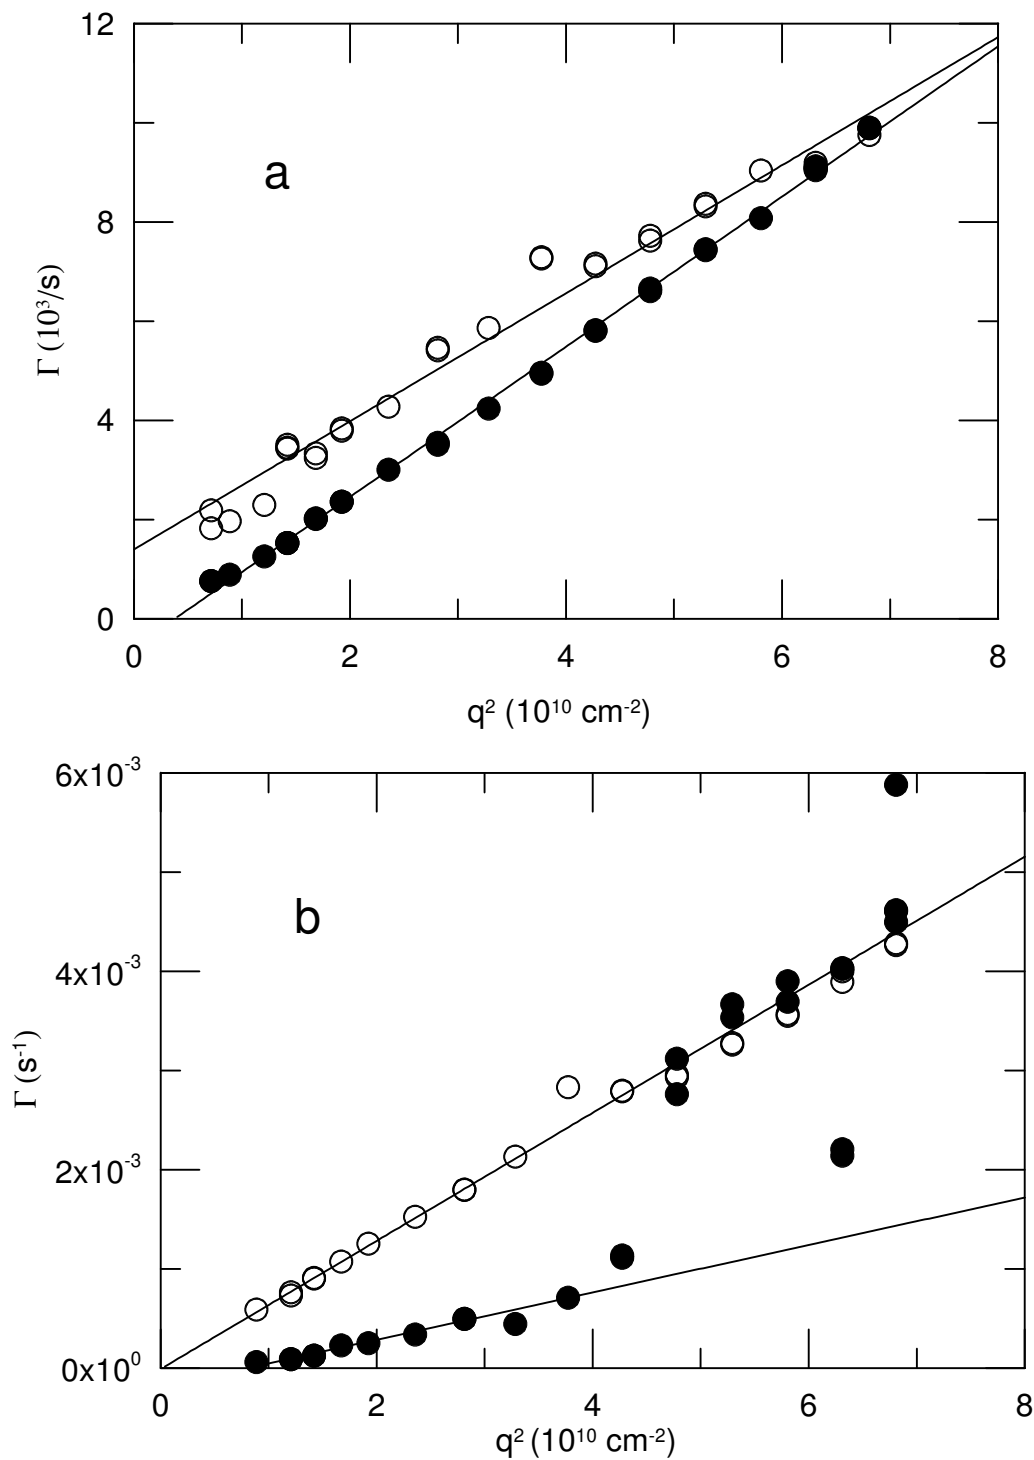 12
8
4
0
a
Γ (10³/s)
0 2 4 6 8
q² (10¹⁰ cm⁻²)
6x10⁻³
4x10⁻³
2x10⁻³
0x10⁰
b
Γ (s⁻¹)
0 2 4 6 8
q² (10¹⁰ cm⁻²)